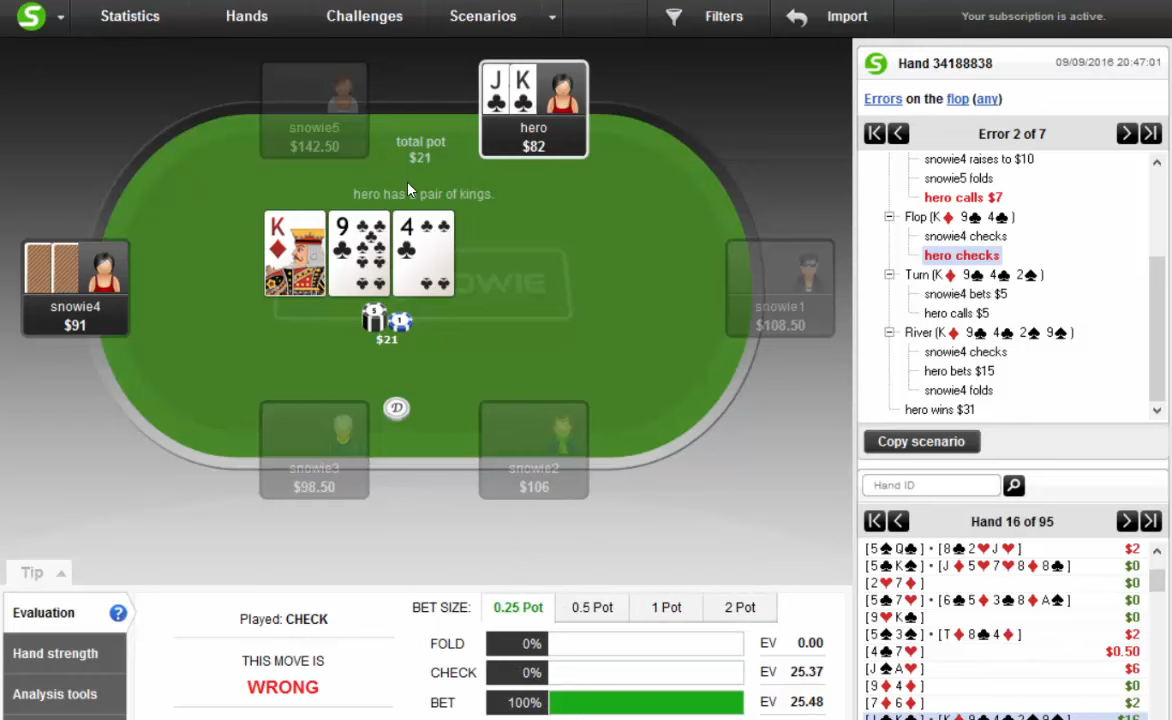 Statistics Hands Challenges Scenarios Filters Import Your subscription is active.
snowie5
$142.50
J K
hero
$82
total pot
$21
hero has a pair of kings.
K 9 4
snowie4
$91
snowie1
$108.50
5 1
$21
D
snowie3
$98.50
snowie2
$106
Hand 34188838 09/09/2016 20:47:01
Errors on the flop (any)
Error 2 of 7
snowie4 raises to $10
snowie5 folds
hero calls $7
Flop (K♦ 9♣ 4♣)
snowie4 checks
hero checks
Turn (K♦ 9♣ 4♣ 2♠)
snowie4 bets $5
hero calls $5
River (K♦ 9♣ 4♣ 2♠ 9♠)
snowie4 checks
hero bets $15
snowie4 folds
hero wins $31
Copy scenario
Hand ID
Hand 16 of 95
[5♠Q♣]•[8♣2♥J♥] $2
[5♣K♠]•[J♦5♥7♥8♦8♣] $0
[2♥7♦] $0
[5♣7♥]•[6♣5♦3♣8♦A♠] $0
[9♥K♣] $0
[5♣3♠]•[T♦8♣4♦] $2
[4♣7♥] $0.50
[J♠A♥] $6
[9♦4♦] $0
[7♦6♦] $2
Tip
Evaluation ?
Hand strength
Analysis tools
Played: CHECK
THIS MOVE IS
WRONG
BET SIZE: 0.25 Pot 0.5 Pot 1 Pot 2 Pot
FOLD 0% EV 0.00
CHECK 0% EV 25.37
BET 100% EV 25.48